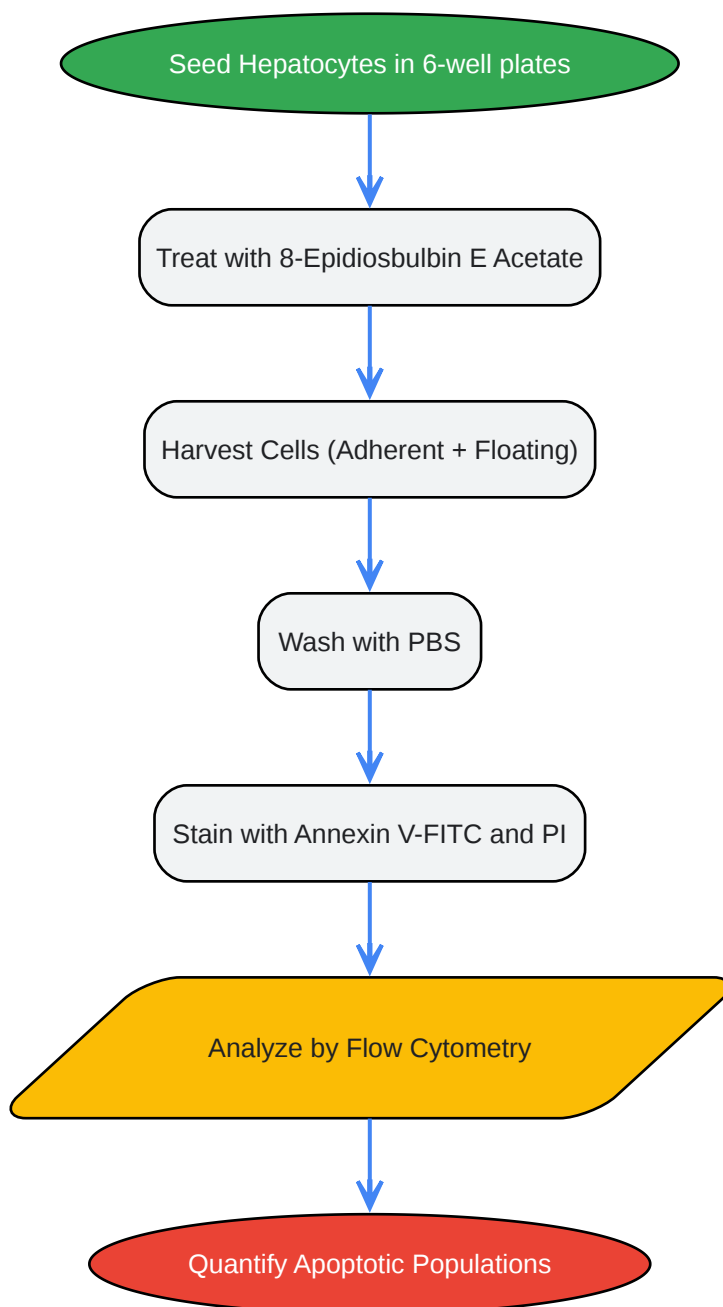 Seed Hepatocytes in 6-well plates
Treat with 8-Epidiosbulbin E Acetate
Harvest Cells (Adherent + Floating)
Wash with PBS
Stain with Annexin V-FITC and PI
Analyze by Flow Cytometry
Quantify Apoptotic Populations